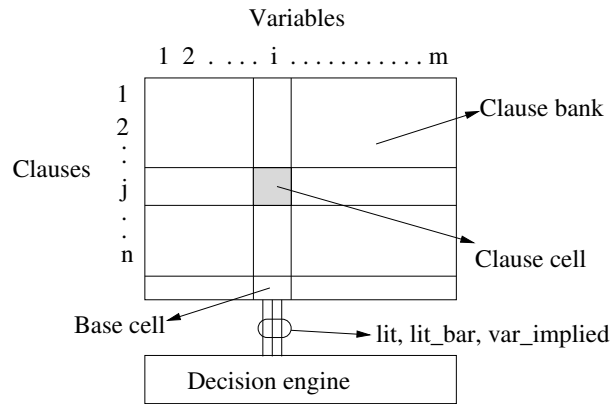 Variables
1 2 . . . . i . . . . . . . . . . . m
1
2
.
.
Clauses
j
.
.
.
n
Clause bank
Clause cell
Base cell
lit, lit_bar, var_implied
Decision engine